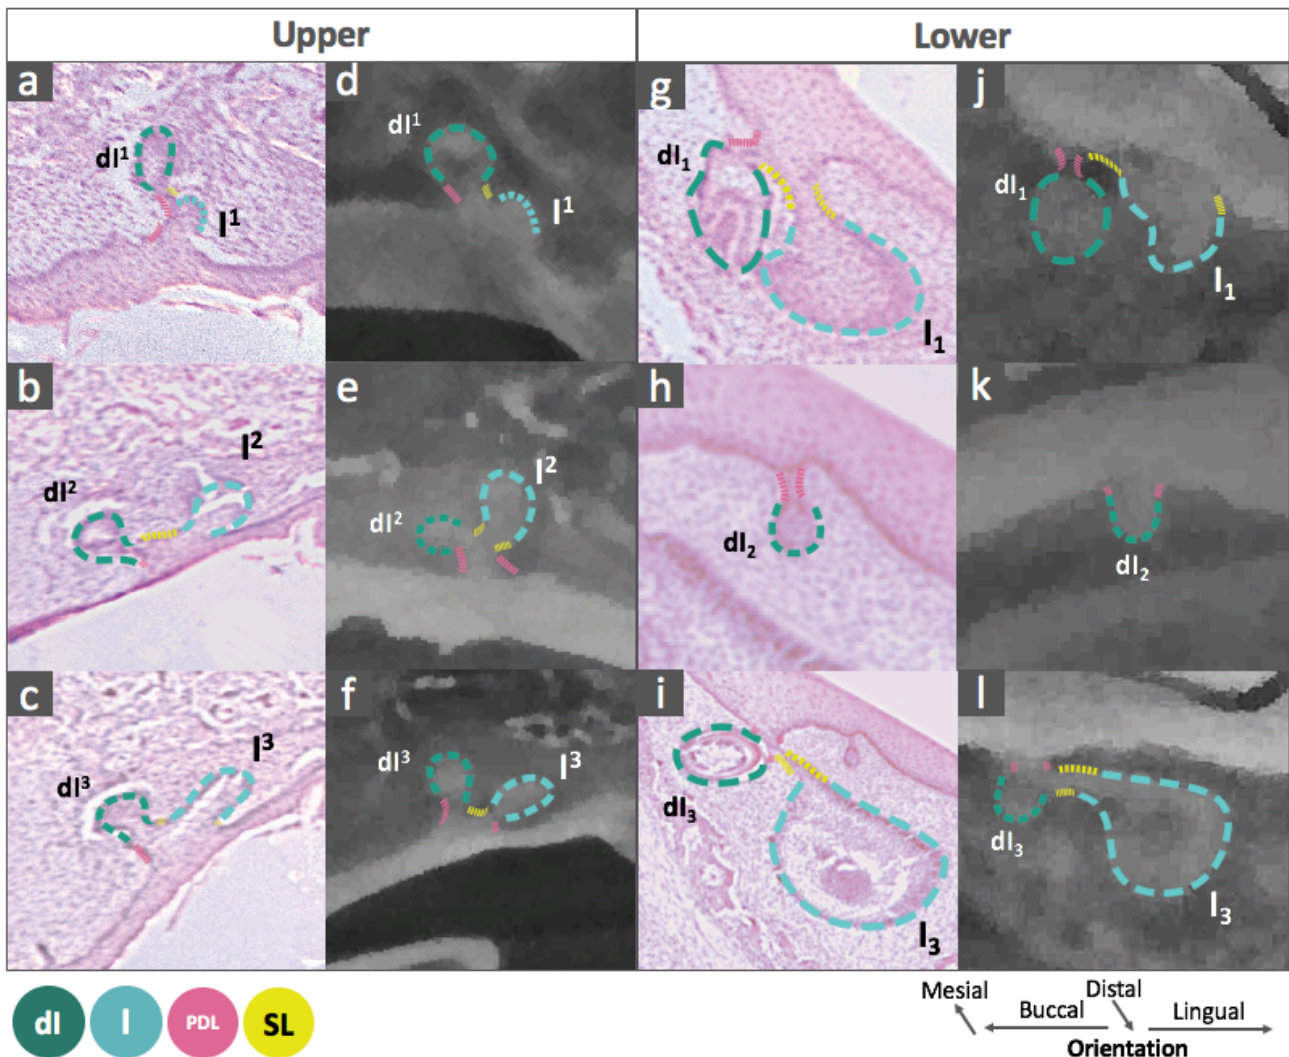 Upper
Lower
a
dI¹
I¹
d
dI¹
I¹
g
dI₁
I₁
j
dI₁
I₁
b
I²
dI²
e
I²
dI²
h
dI₂
k
dI₂
c
I³
dI³
f
dI³
I³
i
dI₃
I₃
l
dI₃
I₃
dI
I
PDL
SL
Mesial
Distal
Buccal
Lingual
Orientation